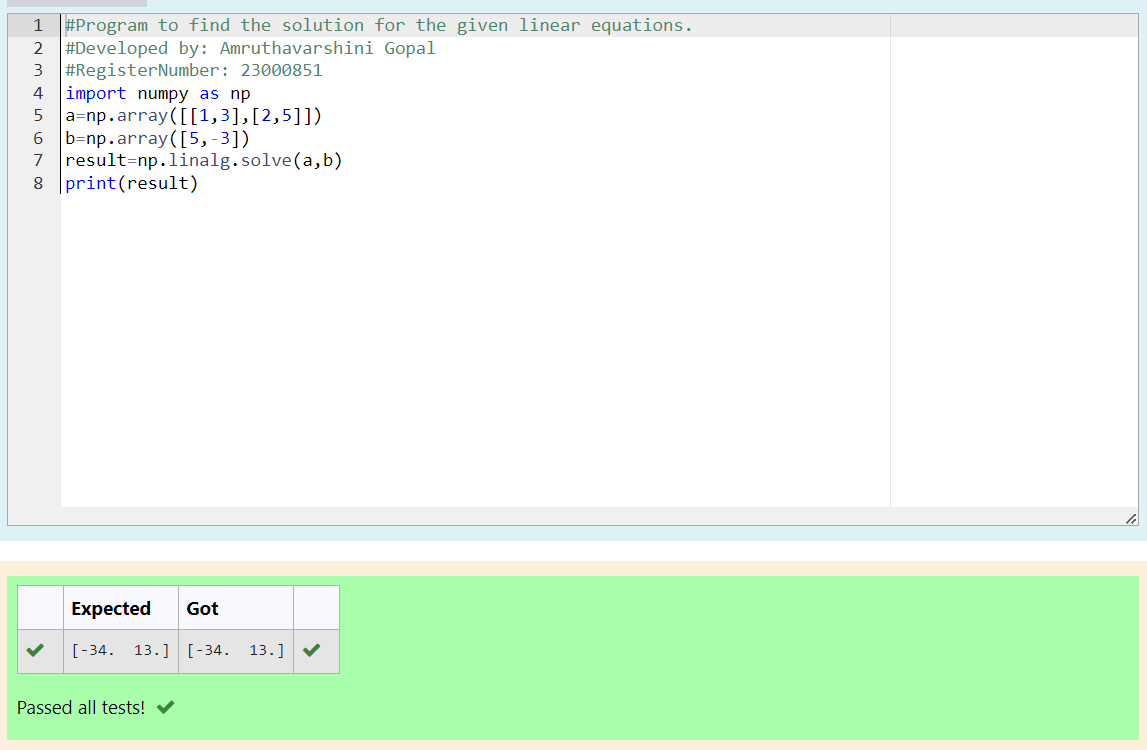 1 #Program to find the solution for the given linear equations.
2 #Developed by: Amruthavarshini Gopal
3 #RegisterNumber: 23000851
4 import numpy as np
5 a=np.array([[1,3],[2,5]])
6 b=np.array([5,-3])
7 result=np.linalg.solve(a,b)
8 print(result)
Expected Got
[-34.  13.] [-34.  13.]
Passed all tests!